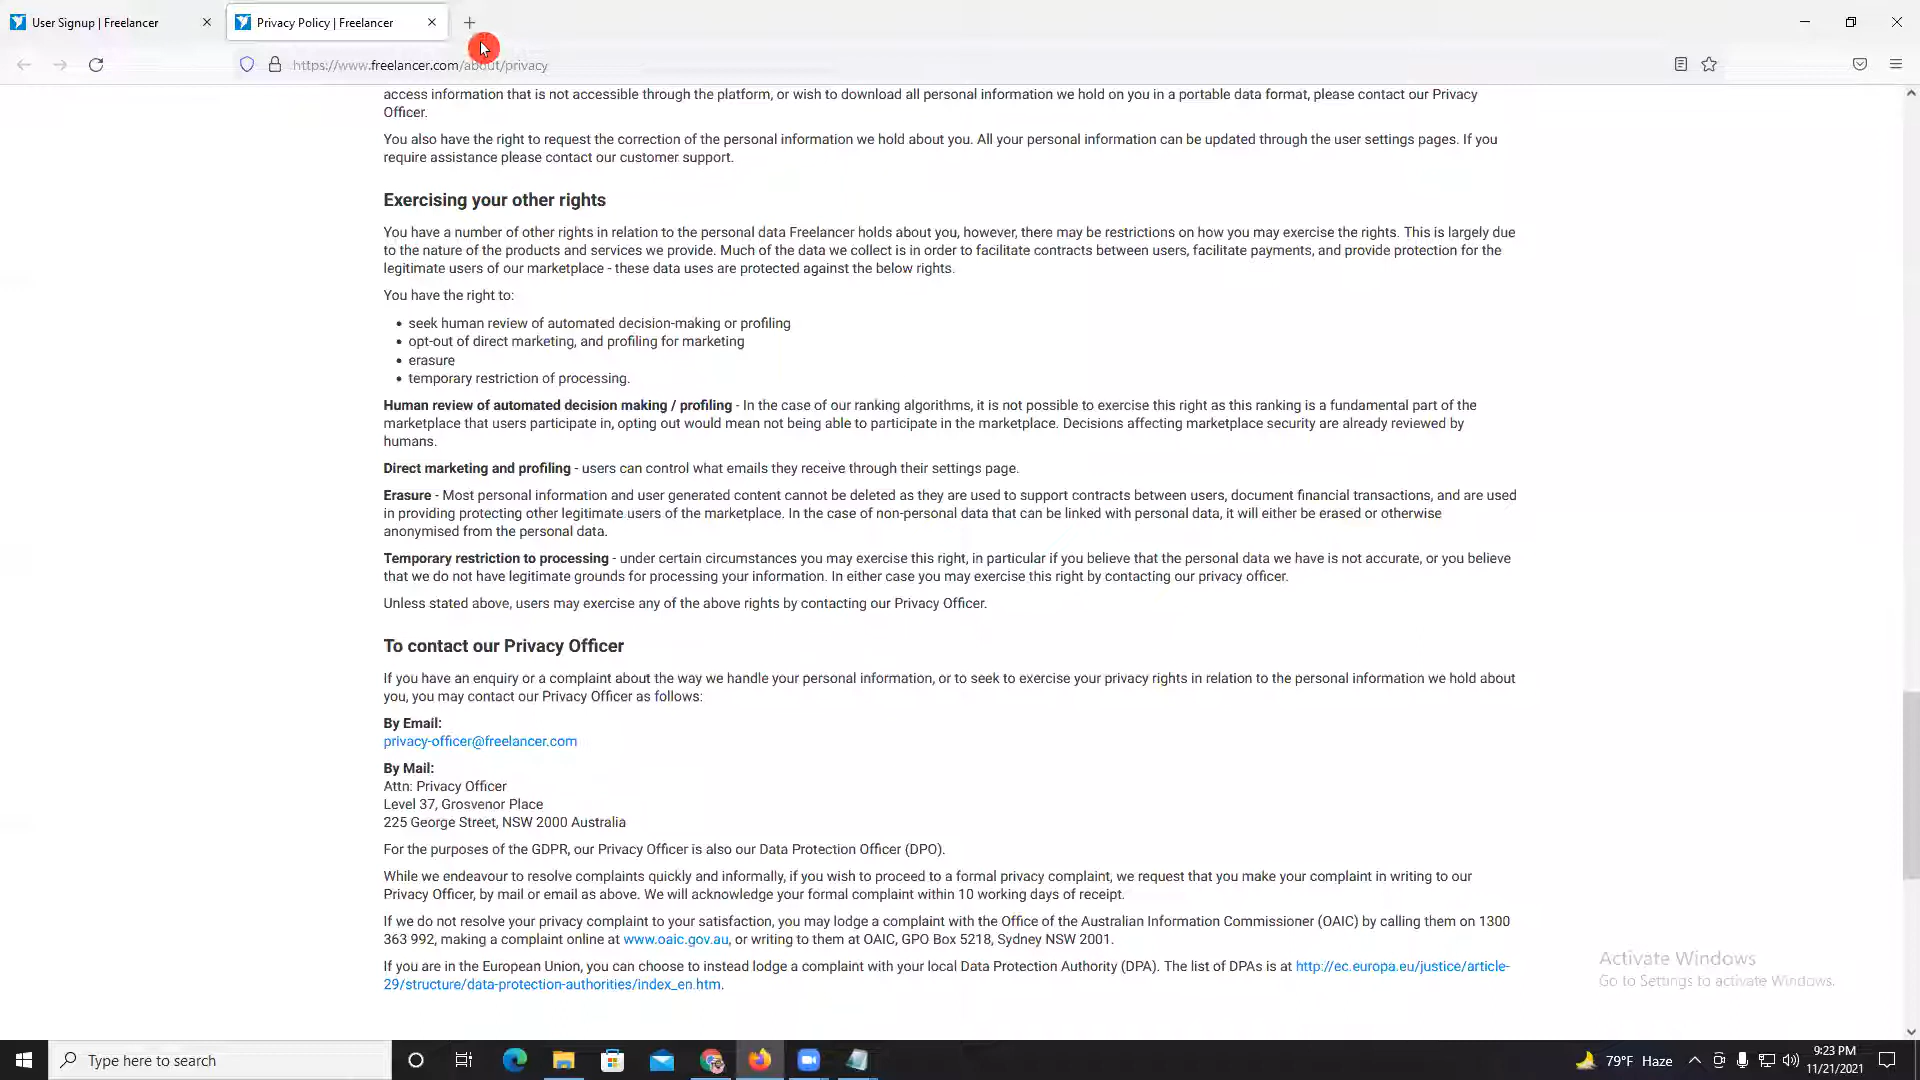 User Signup | Freelancer
Privacy Policy | Freelancer
https://www.freelancer.com/about/privacy
access information that is not accessible through the platform, or wish to download all personal information we hold on you in a portable data format, please contact our Privacy
Officer.
You also have the right to request the correction of the personal information we hold about you. All your personal information can be updated through the user settings pages. If you
require assistance please contact our customer support.
Exercising your other rights
You have a number of other rights in relation to the personal data Freelancer holds about you, however, there may be restrictions on how you may exercise the rights. This is largely due
to the nature of the products and services we provide. Much of the data we collect is in order to facilitate contracts between users, facilitate payments, and provide protection for the
legitimate users of our marketplace - these data uses are protected against the below rights.
You have the right to:
• seek human review of automated decision-making or profiling
• opt-out of direct marketing, and profiling for marketing
• erasure
• temporary restriction of processing.
Human review of automated decision making / profiling - In the case of our ranking algorithms, it is not possible to exercise this right as this ranking is a fundamental part of the
marketplace that users participate in, opting out would mean not being able to participate in the marketplace. Decisions affecting marketplace security are already reviewed by
humans.
Direct marketing and profiling - users can control what emails they receive through their settings page.
Erasure - Most personal information and user generated content cannot be deleted as they are used to support contracts between users, document financial transactions, and are used
in providing protecting other legitimate users of the marketplace. In the case of non-personal data that can be linked with personal data, it will either be erased or otherwise
anonymised from the personal data.
Temporary restriction to processing - under certain circumstances you may exercise this right, in particular if you believe that the personal data we have is not accurate, or you believe
that we do not have legitimate grounds for processing your information. In either case you may exercise this right by contacting our privacy officer.
Unless stated above, users may exercise any of the above rights by contacting our Privacy Officer.
To contact our Privacy Officer
If you have an enquiry or a complaint about the way we handle your personal information, or to seek to exercise your privacy rights in relation to the personal information we hold about
you, you may contact our Privacy Officer as follows:
By Email:
privacy-officer@freelancer.com
By Mail:
Attn: Privacy Officer
Level 37, Grosvenor Place
225 George Street, NSW 2000 Australia
For the purposes of the GDPR, our Privacy Officer is also our Data Protection Officer (DPO).
While we endeavour to resolve complaints quickly and informally, if you wish to proceed to a formal privacy complaint, we request that you make your complaint in writing to our
Privacy Officer, by mail or email as above. We will acknowledge your formal complaint within 10 working days of receipt.
If we do not resolve your privacy complaint to your satisfaction, you may lodge a complaint with the Office of the Australian Information Commissioner (OAIC) by calling them on 1300
363 992, making a complaint online at www.oaic.gov.au, or writing to them at OAIC, GPO Box 5218, Sydney NSW 2001.
If you are in the European Union, you can choose to instead lodge a complaint with your local Data Protection Authority (DPA). The list of DPAs is at http://ec.europa.eu/justice/article-
29/structure/data-protection-authorities/index_en.htm.
Activate Windows
Go to Settings to activate Windows.
Type here to search
79°F Haze
9:23 PM
11/21/2021